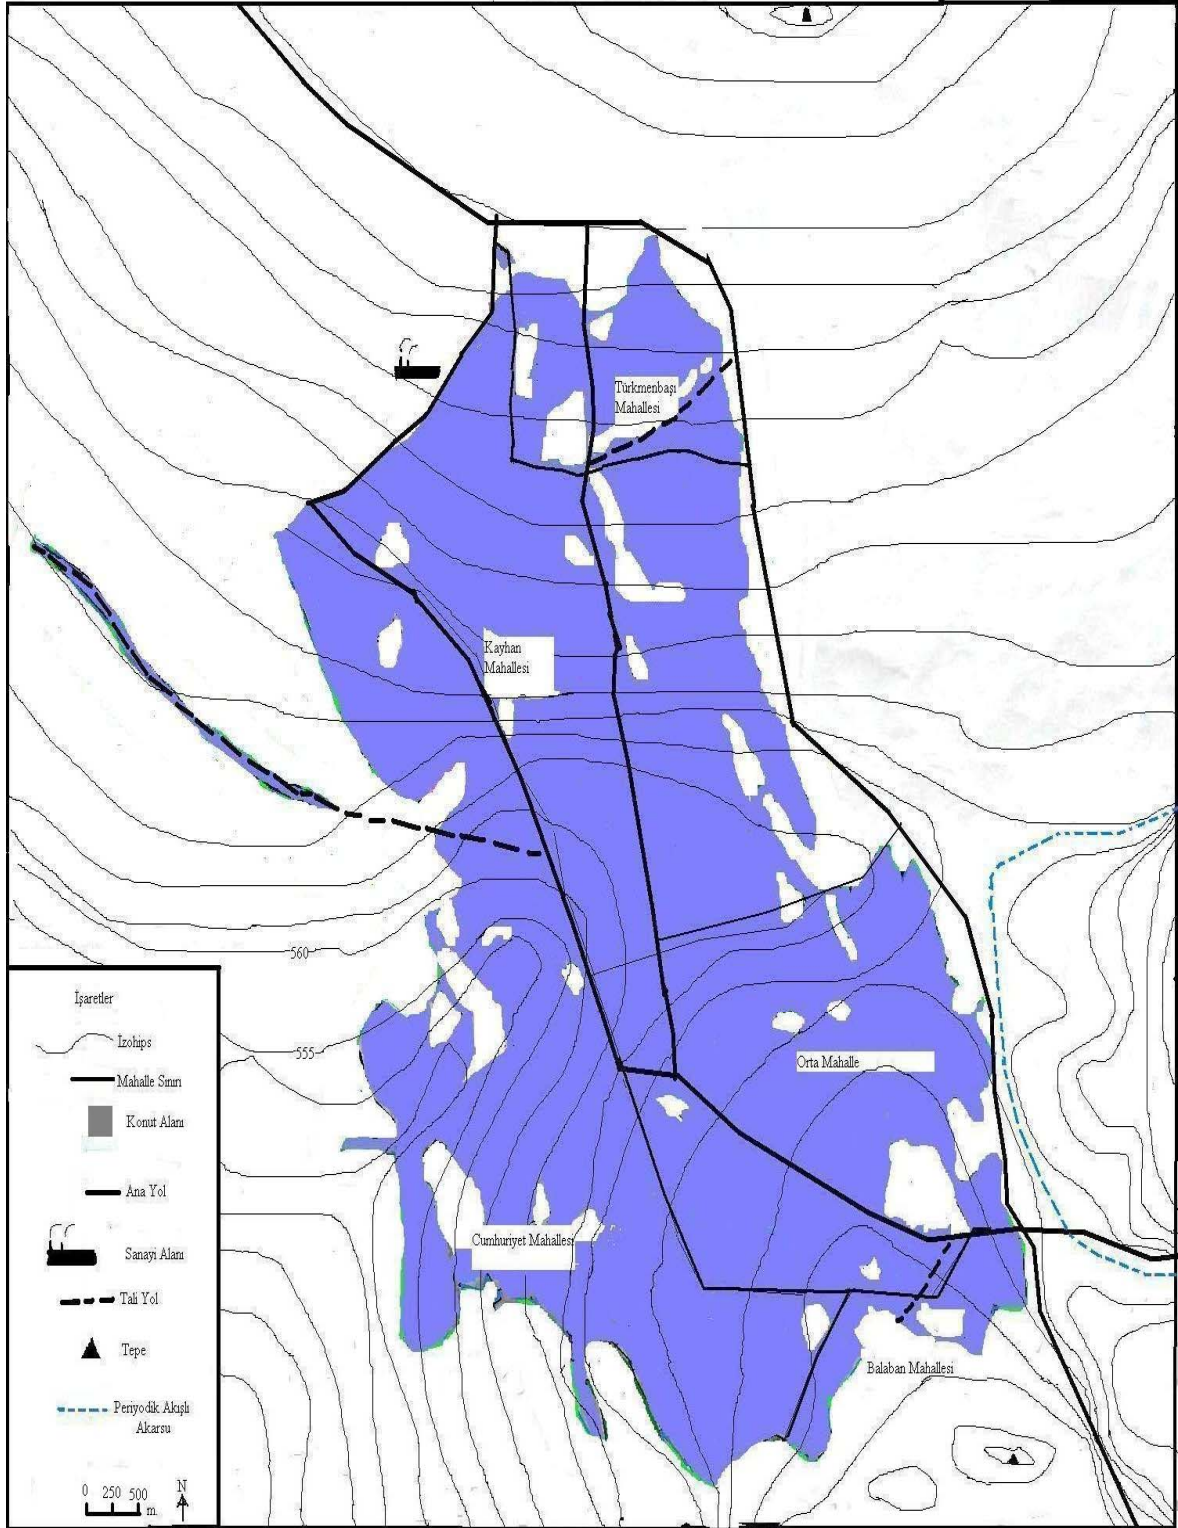 Türkmenbaşı
Mahallesi
Kayhan
Mahallesi
560
555
Orta Mahalle
Cumhuriyet Mahallesi
Balaban Mahallesi
İşaretler
İzohips
Mahalle Sınırı
Konut Alanı
Ana Yol
Sanayi Alanı
Tali Yol
Tepe
Periyodik Akışlı
Akarsu
0 250 500
m.
N